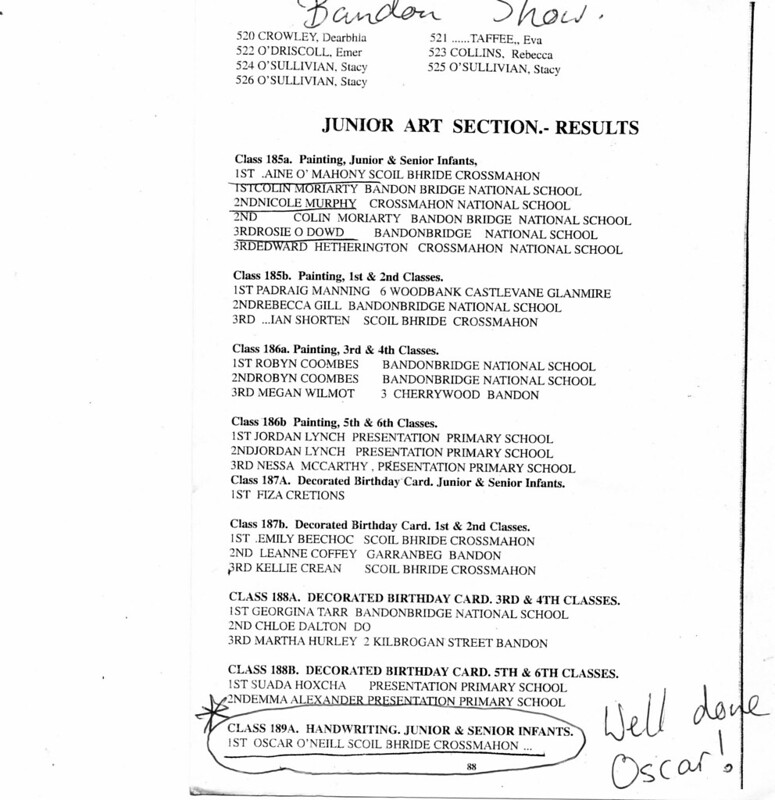 Bandon Show.
520 CROWLEY, Dearbhla 521 ......TAFFEE,, Eva
522 O'DRISCOLL, Emer 523 COLLINS, Rebecca
524 O'SULLIVIAN, Stacy 525 O'SULLIVIAN, Stacy
526 O'SULLIVIAN, Stacy
JUNIOR ART SECTION.- RESULTS
Class 185a. Painting, Junior & Senior Infants,
1ST .AINE O' MAHONY SCOIL BHRIDE CROSSMAHON
1STCOLIN MORIARTY BANDON BRIDGE NATIONAL SCHOOL
2NDNICOLE MURPHY CROSSMAHON NATIONAL SCHOOL
2ND COLIN MORIARTY BANDON BRIDGE NATIONAL SCHOOL
3RDROSIE O DOWD BANDONBRIDGE NATIONAL SCHOOL
3RDEDWARD HETHERINGTON CROSSMAHON NATIONAL SCHOOL
Class 185b. Painting, 1st & 2nd Classes.
1ST PADRAIG MANNING 6 WOODBANK CASTLEVANE GLANMIRE
2NDREBECCA GILL BANDONBRIDGE NATIONAL SCHOOL
3RD ...IAN SHORTEN SCOIL BHRIDE CROSSMAHON
Class 186a. Painting, 3rd & 4th Classes.
1ST ROBYN COOMBES BANDONBRIDGE NATIONAL SCHOOL
2NDROBYN COOMBES BANDONBRIDGE NATIONAL SCHOOL
3RD MEGAN WILMOT 3 CHERRYWOOD BANDON
Class 186b Painting, 5th & 6th Classes.
1ST JORDAN LYNCH PRESENTATION PRIMARY SCHOOL
2NDJORDAN LYNCH PRESENTATION PRIMARY SCHOOL
3RD NESSA MCCARTHY , PRESENTATION PRIMARY SCHOOL
Class 187A. Decorated Birthday Card. Junior & Senior Infants.
1ST FIZA CRETIONS
Class 187b. Decorated Birthday Card. 1st & 2nd Classes.
1ST .EMILY BEECHOC SCOIL BHRIDE CROSSMAHON
2ND LEANNE COFFEY GARRANBEG BANDON
3RD KELLIE CREAN SCOIL BHRIDE CROSSMAHON
CLASS 188A. DECORATED BIRTHDAY CARD. 3RD & 4TH CLASSES.
1ST GEORGINA TARR BANDONBRIDGE NATIONAL SCHOOL
2ND CHLOE DALTON DO
3RD MARTHA HURLEY 2 KILBROGAN STREET BANDON
CLASS 188B. DECORATED BIRTHDAY CARD. 5TH & 6TH CLASSES.
1ST SUADA HOXCHA PRESENTATION PRIMARY SCHOOL
2NDEMMA ALEXANDER PRESENTATION PRIMARY SCHOOL
CLASS 189A. HANDWRITING. JUNIOR & SENIOR INFANTS.
1ST OSCAR O'NEILL SCOIL BHRIDE CROSSMAHON ...
Well done
Oscar!
88